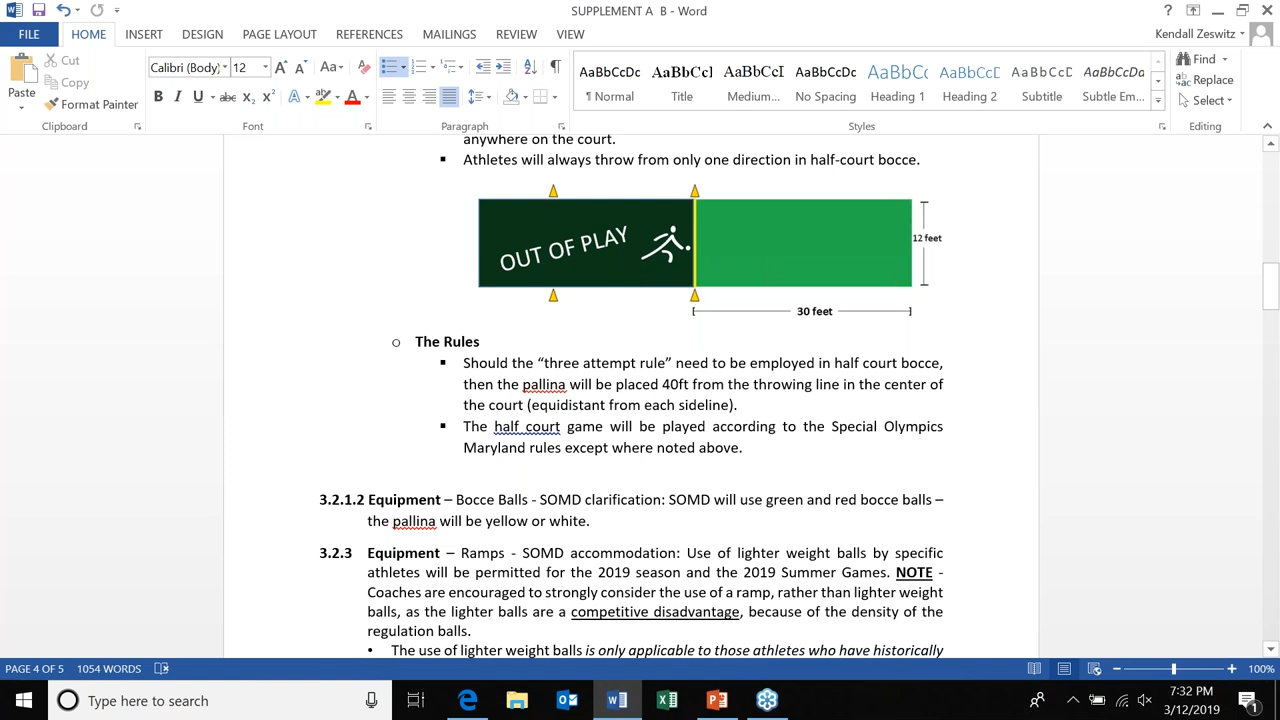 SUPPLEMENT A B - Word
FILE HOME INSERT DESIGN PAGE LAYOUT REFERENCES MAILINGS REVIEW VIEW
Kendall Zeswitz
Paste
Cut
Copy
Format Painter
Calibri (Body) 12
AaBbCcDc AaBbCcl AaBbCcI AaBbCcDc AaBbCcD AaBbCcD AaBbCcD AaBbCcDd
¶ Normal Title Medium... No Spacing Heading 1 Heading 2 Subtitle Subtle Em...
Find
Replace
Select
Clipboard Font Paragraph Styles Editing
anywhere on the court.
▪ Athletes will always throw from only one direction in half-court bocce.
OUT OF PLAY
12 feet
30 feet
o The Rules
▪ Should the “three attempt rule” need to be employed in half court bocce,
then the pallina will be placed 40ft from the throwing line in the center of
the court (equidistant from each sideline).
▪ The half court game will be played according to the Special Olympics
Maryland rules except where noted above.
3.2.1.2 Equipment – Bocce Balls - SOMD clarification: SOMD will use green and red bocce balls –
the pallina will be yellow or white.
3.2.3 Equipment – Ramps - SOMD accommodation: Use of lighter weight balls by specific
athletes will be permitted for the 2019 season and the 2019 Summer Games. NOTE -
Coaches are encouraged to strongly consider the use of a ramp, rather than lighter weight
balls, as the lighter balls are a competitive disadvantage, because of the density of the
regulation balls.
• The use of lighter weight balls is only applicable to those athletes who have historically
PAGE 4 OF 5 1054 WORDS 100%
Type here to search
7:32 PM
3/12/2019